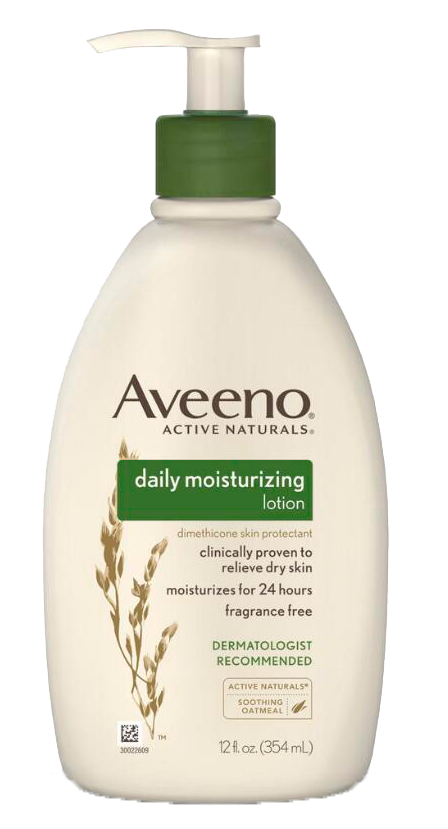 Aveeno®
ACTIVE NATURALS®
daily moisturizing
lotion
dimethicone skin protectant
clinically proven to
relieve dry skin
moisturizes for 24 hours
fragrance free
DERMATOLOGIST
RECOMMENDED
ACTIVE NATURALS®
SOOTHING
OATMEAL
TM
30022609
12 fl. oz. (354 mL)